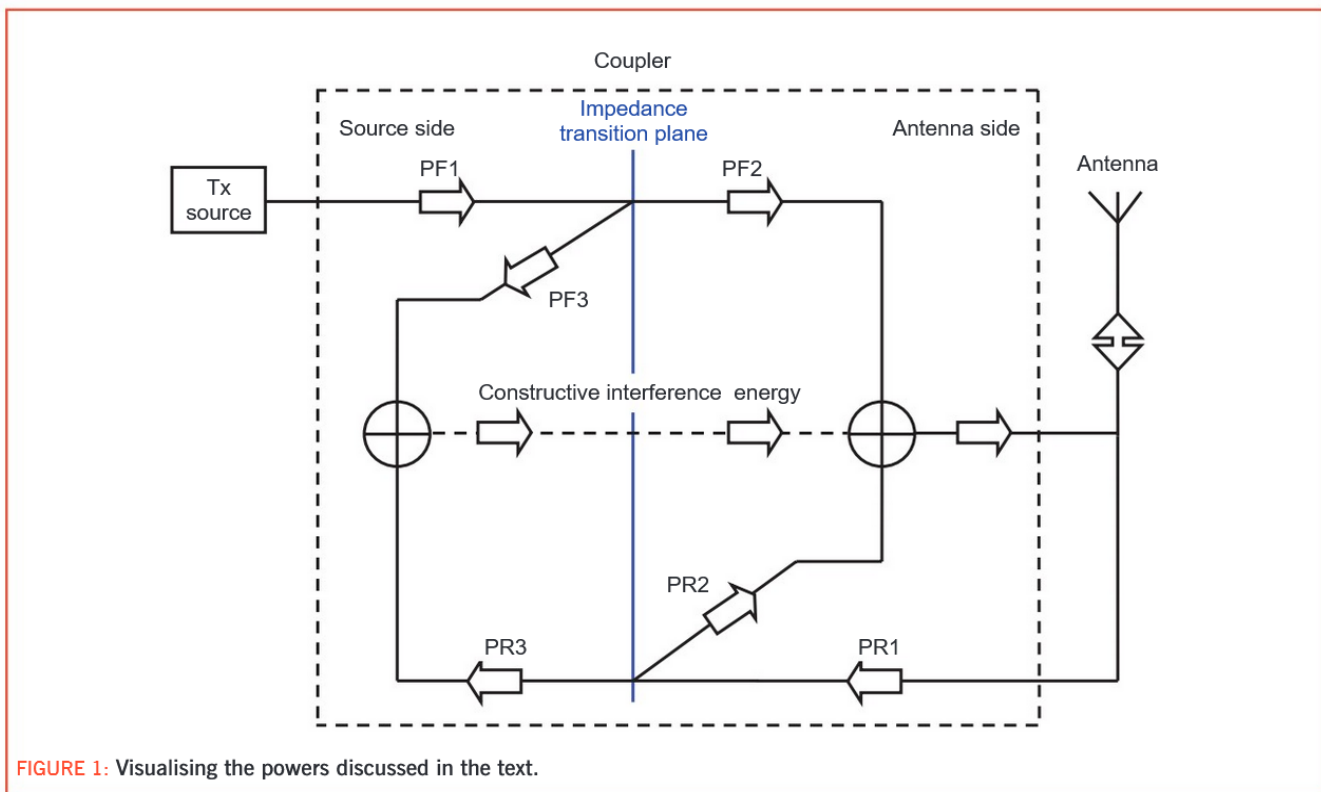 Coupler
Impedance
transition plane
Source side
Antenna side
PF1
PF2
Antenna
Tx
source
PF3
Constructive interference energy
PR2
PR3
PR1
FIGURE 1: Visualising the powers discussed in the text.